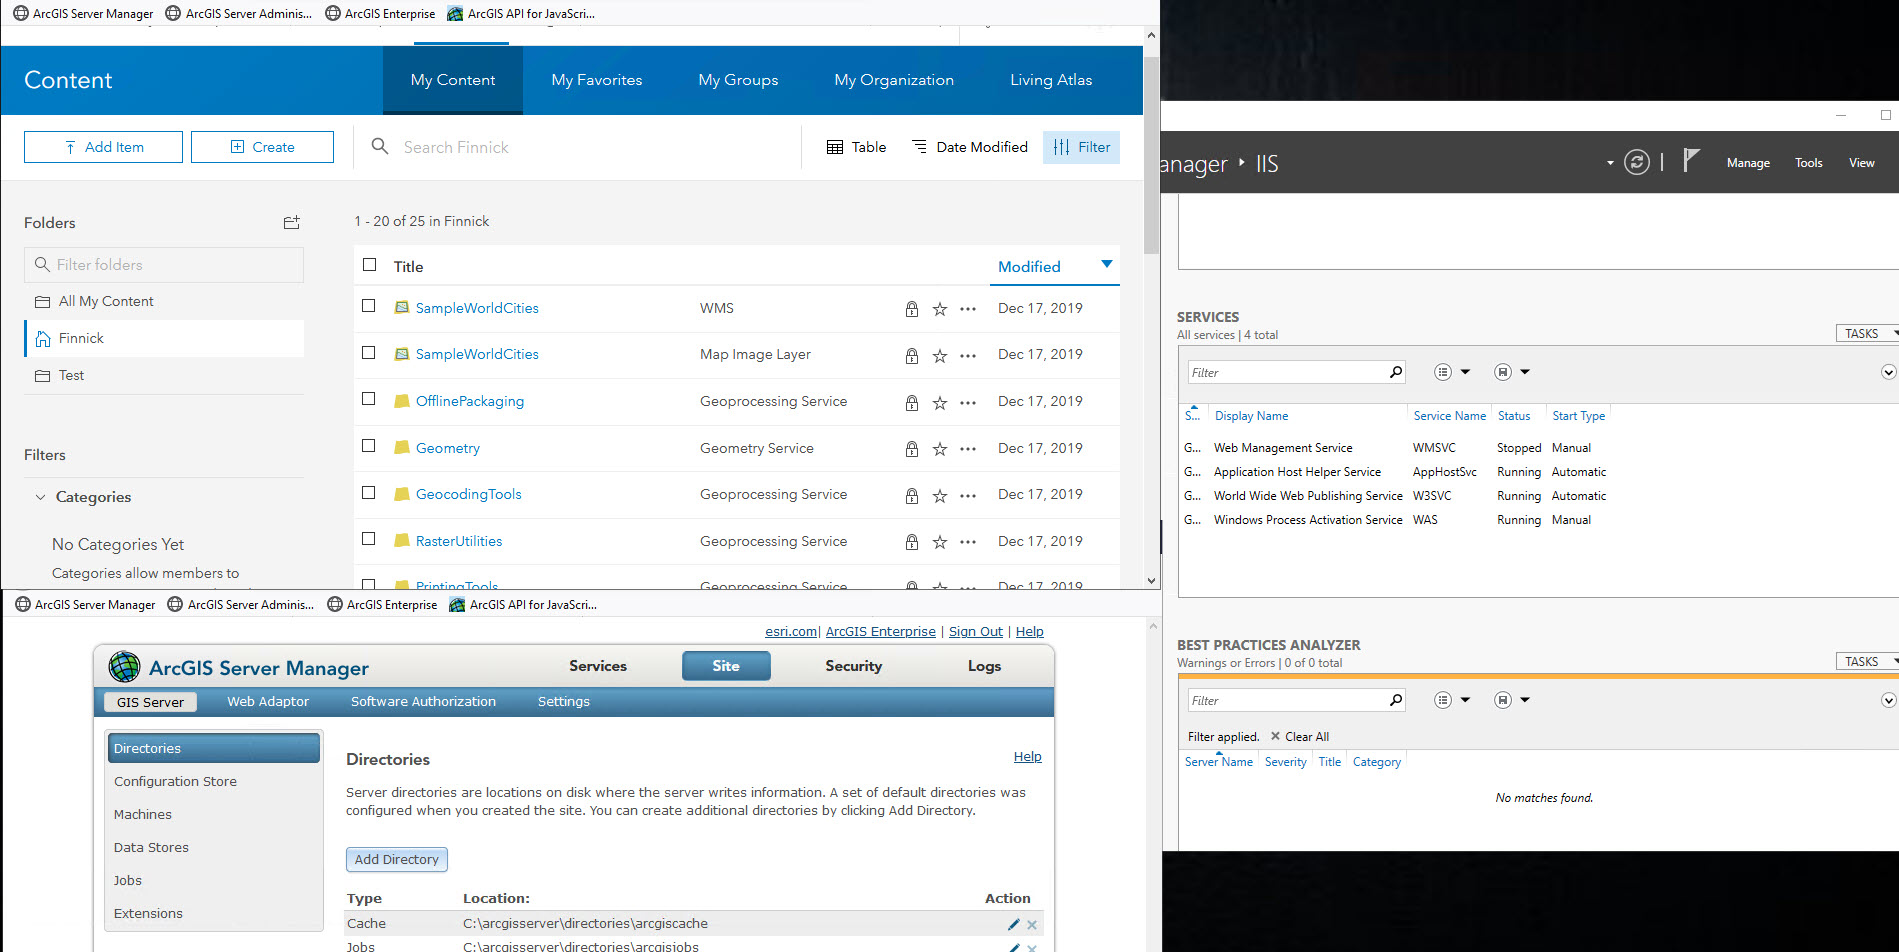 ArcGIS Server Manager ArcGIS Server Adminis... ArcGIS Enterprise ArcGIS API for JavaScri...
Content My Content My Favorites My Groups My Organization Living Atlas
Add Item Create Search Finnick Table Date Modified Filter
Folders
Filter folders
All My Content
Finnick
Test
Filters
Categories
No Categories Yet
Categories allow members to
1 - 20 of 25 in Finnick
Title Modified
SampleWorldCities WMS Dec 17, 2019
SampleWorldCities Map Image Layer Dec 17, 2019
OfflinePackaging Geoprocessing Service Dec 17, 2019
Geometry Geometry Service Dec 17, 2019
GeocodingTools Geoprocessing Service Dec 17, 2019
RasterUtilities Geoprocessing Service Dec 17, 2019
PrintingTools Geoprocessing Service Dec 17, 2019
ArcGIS Server Manager ArcGIS Server Adminis... ArcGIS Enterprise ArcGIS API for JavaScri...
esri.com| ArcGIS Enterprise | Sign Out | Help
ArcGIS Server Manager Services Site Security Logs
GIS Server Web Adaptor Software Authorization Settings
Directories
Configuration Store
Machines
Data Stores
Jobs
Extensions
Directories Help
Server directories are locations on disk where the server writes information. A set of default directories was
configured when you created the site. You can create additional directories by clicking Add Directory.
Add Directory
Type Location: Action
Cache C:\arcgisserver\directories\arcgiscache
Jobs C:\arcgisserver\directories\arcgisjobs
anager IIS Manage Tools View
SERVICES
All services | 4 total TASKS
Filter
S... Display Name Service Name Status Start Type
G... Web Management Service WMSVC Stopped Manual
G... Application Host Helper Service AppHostSvc Running Automatic
G... World Wide Web Publishing Service W3SVC Running Automatic
G... Windows Process Activation Service WAS Running Manual
BEST PRACTICES ANALYZER
Warnings or Errors | 0 of 0 total TASKS
Filter
Filter applied. Clear All
Server Name Severity Title Category
No matches found.